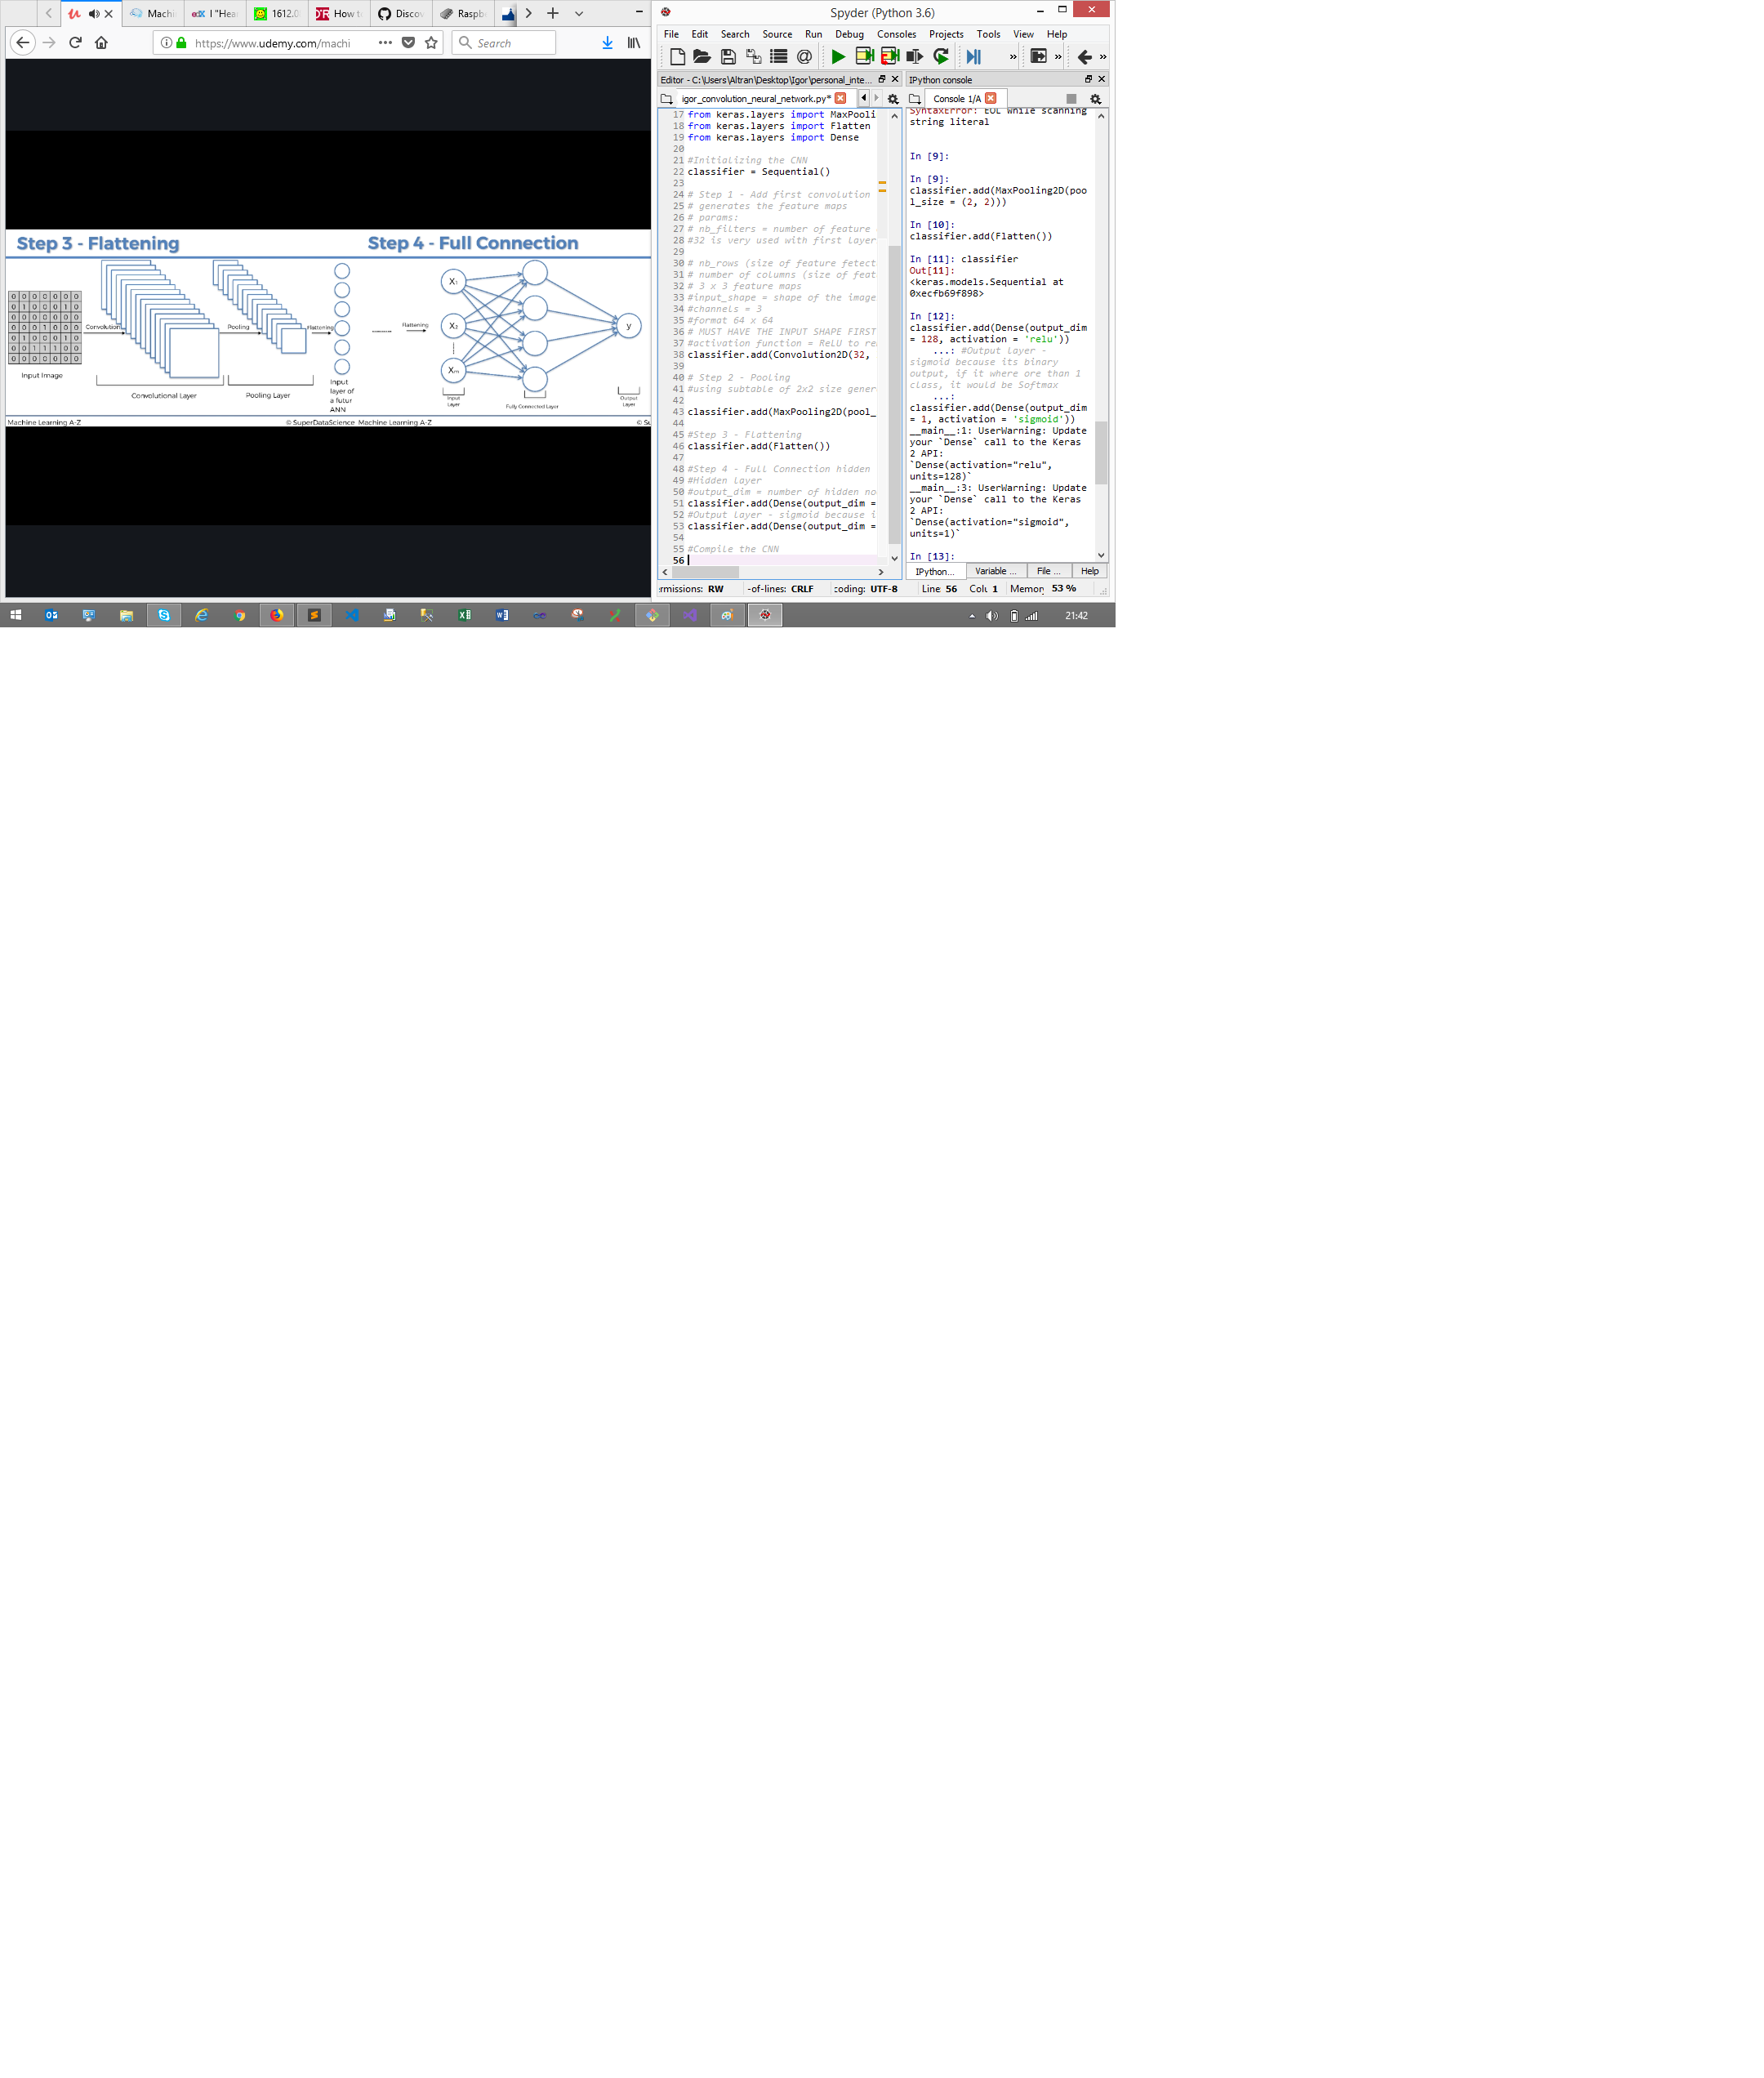 Machi
I "Hea
1612.0
How t
Discov
Raspb
https://www.udemy.com/machi
Search
Step 3 - Flattening
Step 4 - Full Connection
0 0 0 0 0 0 0
0 1 0 0 0 1 0
0 0 0 0 0 0 0
0 0 0 1 0 0 0
0 1 0 0 0 1 0
0 0 1 1 1 0 0
0 0 0 0 0 0 0
Convolution
Pooling
Flattening
Flattening
X1
X2
Xm
y
Input Image
Convolutional Layer
Pooling Layer
Input
layer of
a futur
ANN
Input
Layer
Fully Connected Layer
Output
Layer
Machine Learning A-Z
© SuperDataScience
Machine Learning A-Z
© Su
Spyder (Python 3.6)
File Edit Search Source Run Debug Consoles Projects Tools View Help
Editor - C:\Users\Altran\Desktop\Igor\personal_inte...
igor_convolution_neural_network.py*
17 from keras.layers import MaxPooli
18 from keras.layers import Flatten
19 from keras.layers import Dense
20
21 #Initializing the CNN
22 classifier = Sequential()
23
24 # Step 1 - Add first convolution
25 # generates the feature maps
26 # params:
27 # nb_filters = number of feature
28 #32 is very used with first layer
29
30 # nb_rows (size of feature fetect
31 # number of columns (size of feat
32 # 3 x 3 feature maps
33 #input_shape = shape of the image
34 #channels = 3
35 #format 64 x 64
36 # MUST HAVE THE INPUT SHAPE FIRST
37 #activation function = ReLU to re
38 classifier.add(Convolution2D(32,
39
40 # Step 2 - Pooling
41 #using subtable of 2x2 size gener
42
43 classifier.add(MaxPooling2D(pool_
44
45 #Step 3 - Flattening
46 classifier.add(Flatten())
47
48 #Step 4 - Full Connection hidden
49 #Hidden layer
50 #output_dim = number of hidden no
51 classifier.add(Dense(output_dim =
52 #Output layer - sigmoid because i
53 classifier.add(Dense(output_dim =
54
55 #Compile the CNN
56
IPython console
Console 1/A
SyntaxError: EOL while scanning
string literal
In [9]:
In [9]:
classifier.add(MaxPooling2D(poo
l_size = (2, 2)))
In [10]:
classifier.add(Flatten())
In [11]: classifier
Out[11]:
<keras.models.Sequential at
0xecfb69f898>
In [12]:
classifier.add(Dense(output_dim
= 128, activation = 'relu'))
...: #Output layer -
sigmoid because its binary
output, if it where ore than 1
class, it would be Softmax
...:
classifier.add(Dense(output_dim
= 1, activation = 'sigmoid'))
__main__:1: UserWarning: Update
your `Dense` call to the Keras
2 API:
`Dense(activation="relu",
units=128)`
__main__:3: UserWarning: Update
your `Dense` call to the Keras
2 API:
`Dense(activation="sigmoid",
units=1)`
In [13]:
IPython... Variable ... File ... Help
rmissions: RW -of-lines: CRLF coding: UTF-8 Line 56 Colu 1 Memory 53 %
21:42